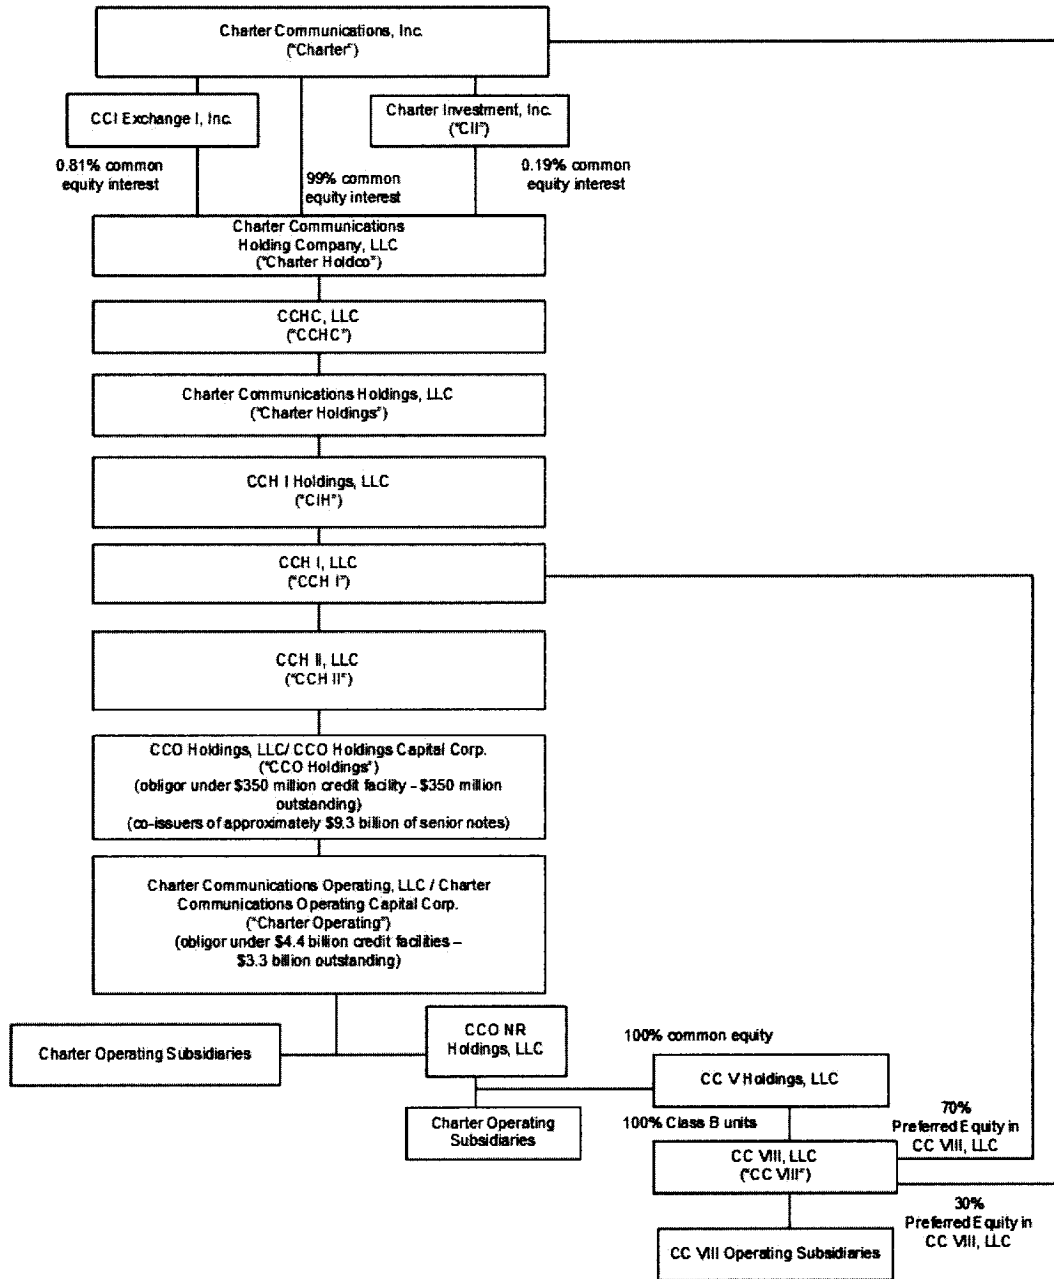 Charter Communications, Inc.
("Charter")
CCI Exchange I, Inc.
Charter Investment, Inc.
("CII")
0.81% common
equity interest
99% common
equity interest
0.19% common
equity interest
Charter Communications
Holding Company, LLC
("Charter Holdco")
CCHC, LLC
("CCHC")
Charter Communications Holdings, LLC
("Charter Holdings")
CCH I Holdings, LLC
("CIH")
CCH I, LLC
("CCH I")
CCH II, LLC
("CCH II")
CCO Holdings, LLC/ CCO Holdings Capital Corp.
("CCO Holdings")
(obligor under $350 million credit facility – $350 million
outstanding)
(co-issuers of approximately $9.3 billion of senior notes)
Charter Communications Operating, LLC / Charter
Communications Operating Capital Corp.
("Charter Operating")
(obligor under $4.4 billion credit facilities –
$3.3 billion outstanding)
Charter Operating Subsidiaries
CCO NR
Holdings, LLC
100% common equity
CC V Holdings, LLC
Charter Operating
Subsidiaries
100% Class B units
70%
Preferred Equity in
CC VIII, LLC
CC VIII, LLC
("CC VIII")
30%
Preferred Equity in
CC VIII, LLC
CC VIII Operating Subsidiaries